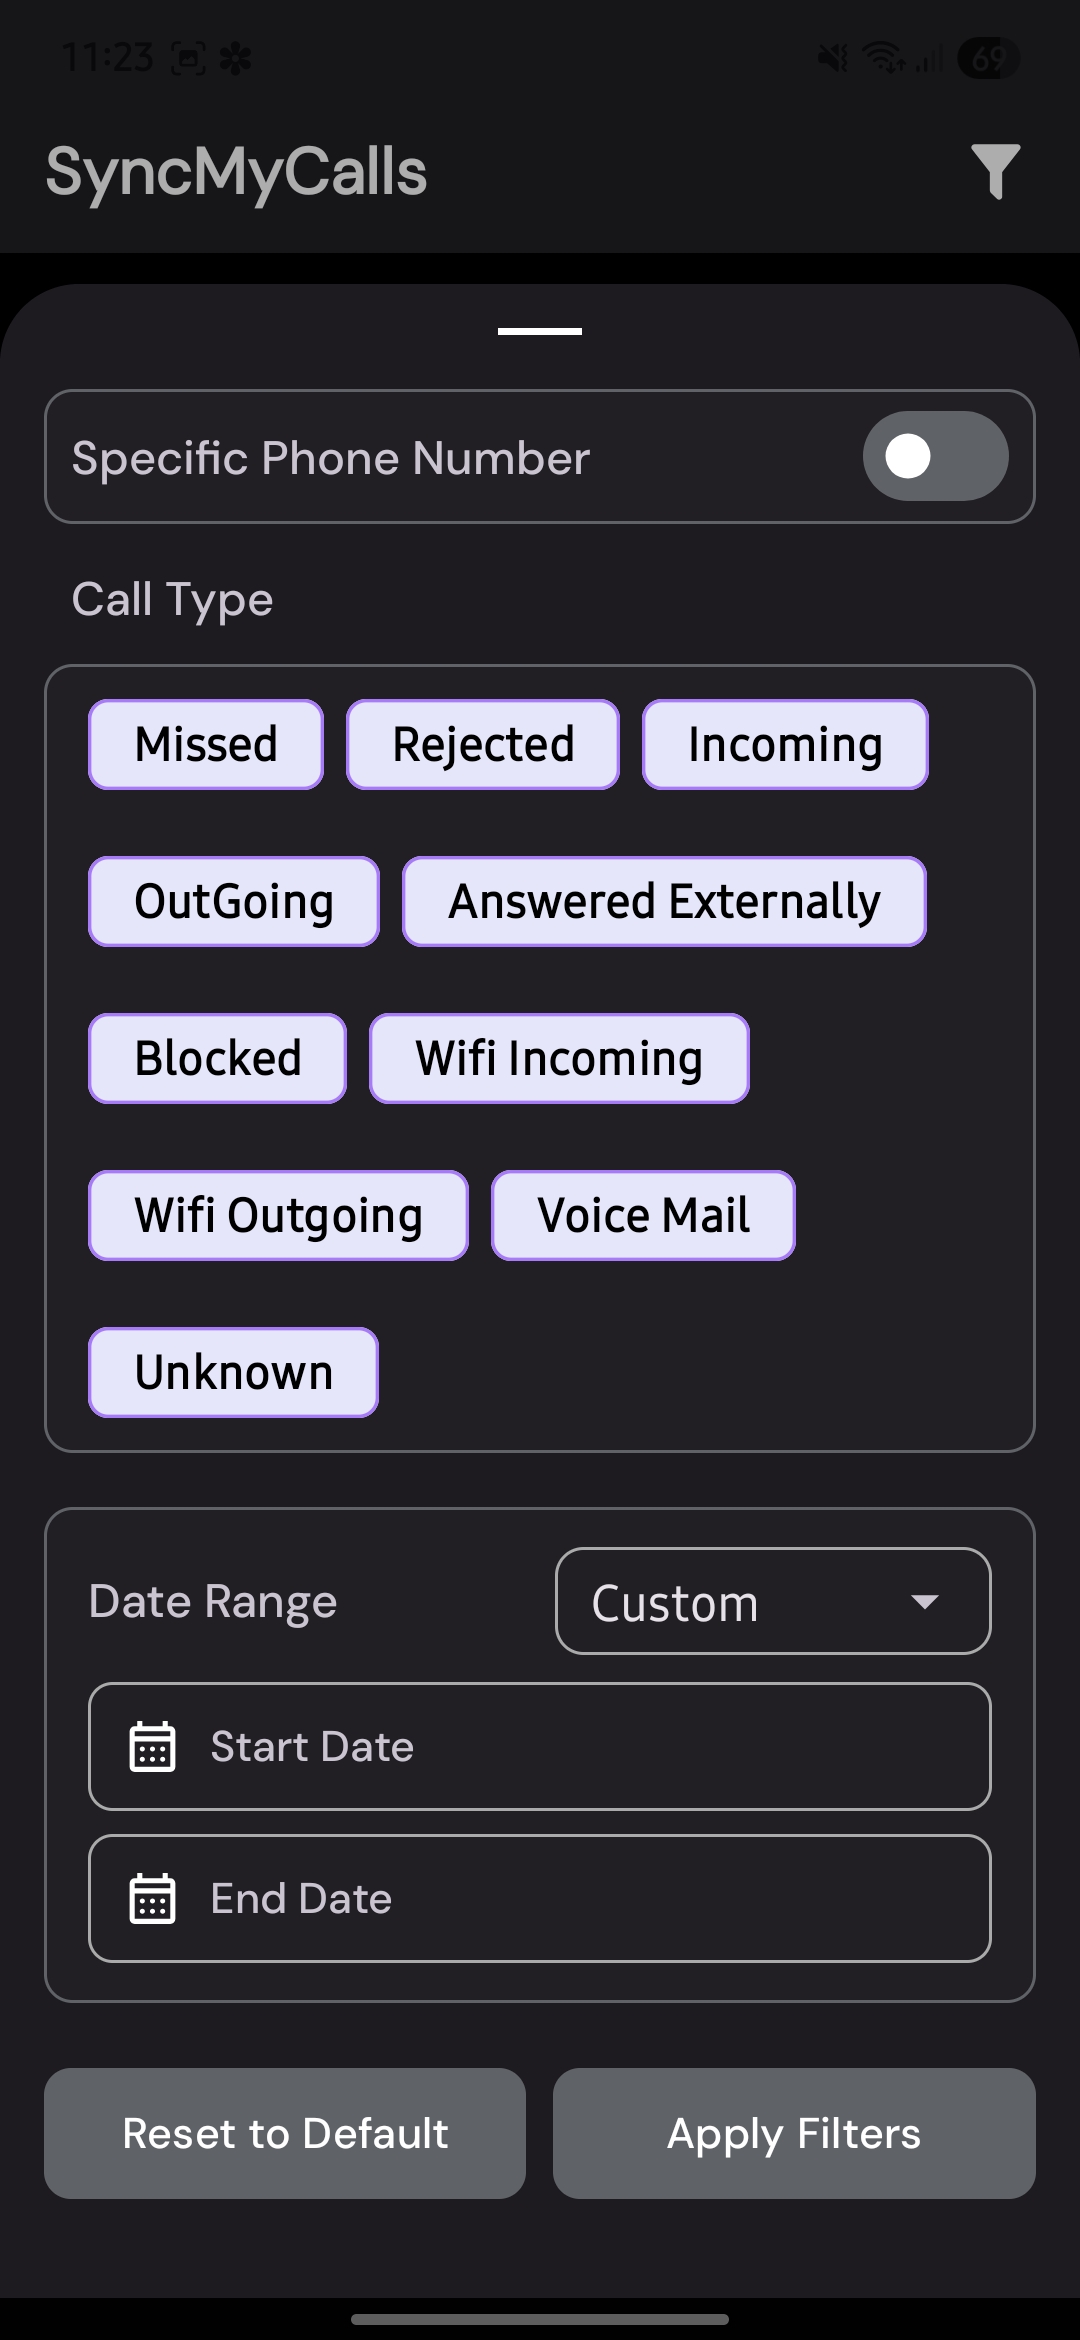 11:23 69
SyncMyCalls
Specific Phone Number
Call Type
Missed Rejected Incoming
OutGoing Answered Externally
Blocked Wifi Incoming
Wifi Outgoing Voice Mail
Unknown
Date Range Custom
Start Date
End Date
Reset to Default Apply Filters